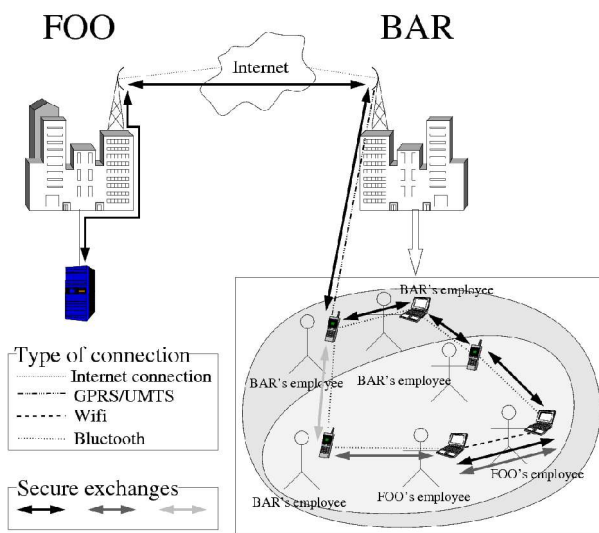 FOO
BAR
Internet
BAR's employee
BAR's employee
BAR's employee
BAR's employee
FOO's employee
FOO's employee
Type of connection
Internet connection
GPRS/UMTS
Wifi
Bluetooth
Secure exchanges